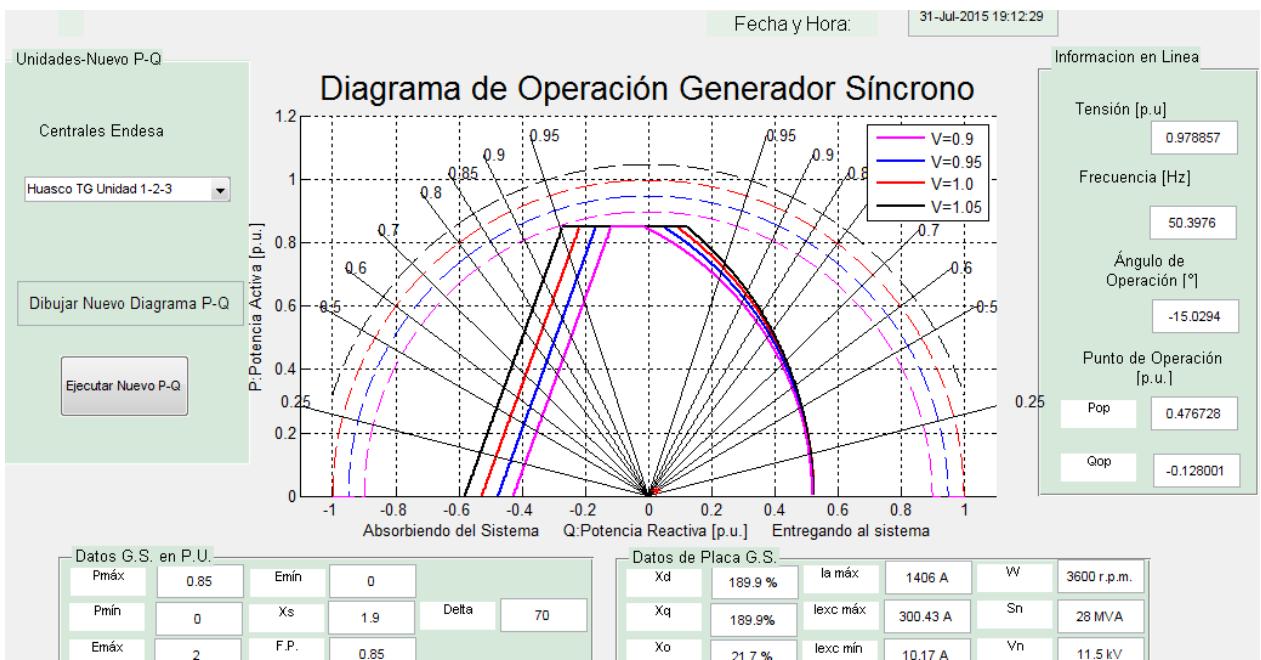 Fecha y Hora:
31-Jul-2015 19:12:29
Unidades-Nuevo P-Q
Centrales Endesa
Huasco TG Unidad 1-2-3
Dibujar Nuevo Diagrama P-Q
Ejecutar Nuevo P-Q
Diagrama de Operación Generador Síncrono
P:Potencia Activa [p.u.]
1.2
1
0.8
0.6
0.4
0.2
0
0.25
0.5
0.6
0.7
0.8
0.85
0.9
0.95
0.95
0.9
0.8
0.7
0.6
0.5
0.25
V=0.9
V=0.95
V=1.0
V=1.05
-1 -0.8 -0.6 -0.4 -0.2 0 0.2 0.4 0.6 0.8 1
Absorbiendo del Sistema Q:Potencia Reactiva [p.u.] Entregando al sistema
Informacion en Linea
Tensión [p.u]
0.978857
Frecuencia [Hz]
50.3976
Ángulo de
Operación [°]
-15.0294
Punto de Operación
[p.u.]
Pop 0.476728
Qop -0.128001
Datos G.S. en P.U.
Pmáx 0.85 Emín 0
Pmín 0 Xs 1.9 Delta 70
Emáx 2 F.P. 0.85
Datos de Placa G.S.
Xd 189.9 % Ia máx 1406 A W 3600 r.p.m.
Xq 189.9% Iexc máx 300.43 A Sn 28 MVA
Xo 21.7 % Iexc mín 10.17 A Vn 11.5 kV